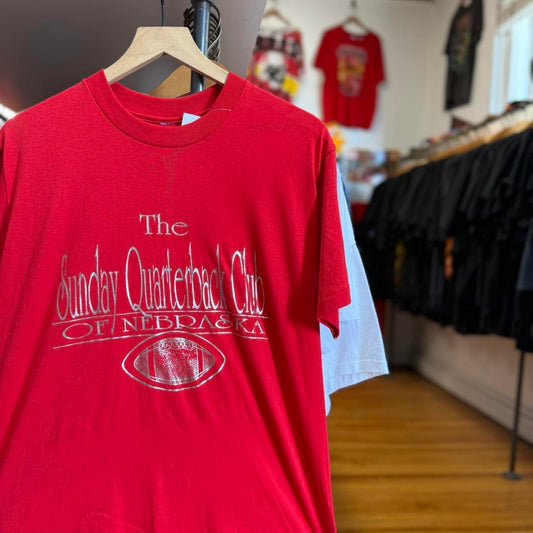 The
Sunday Quarterback Club
OF NEBRASKA